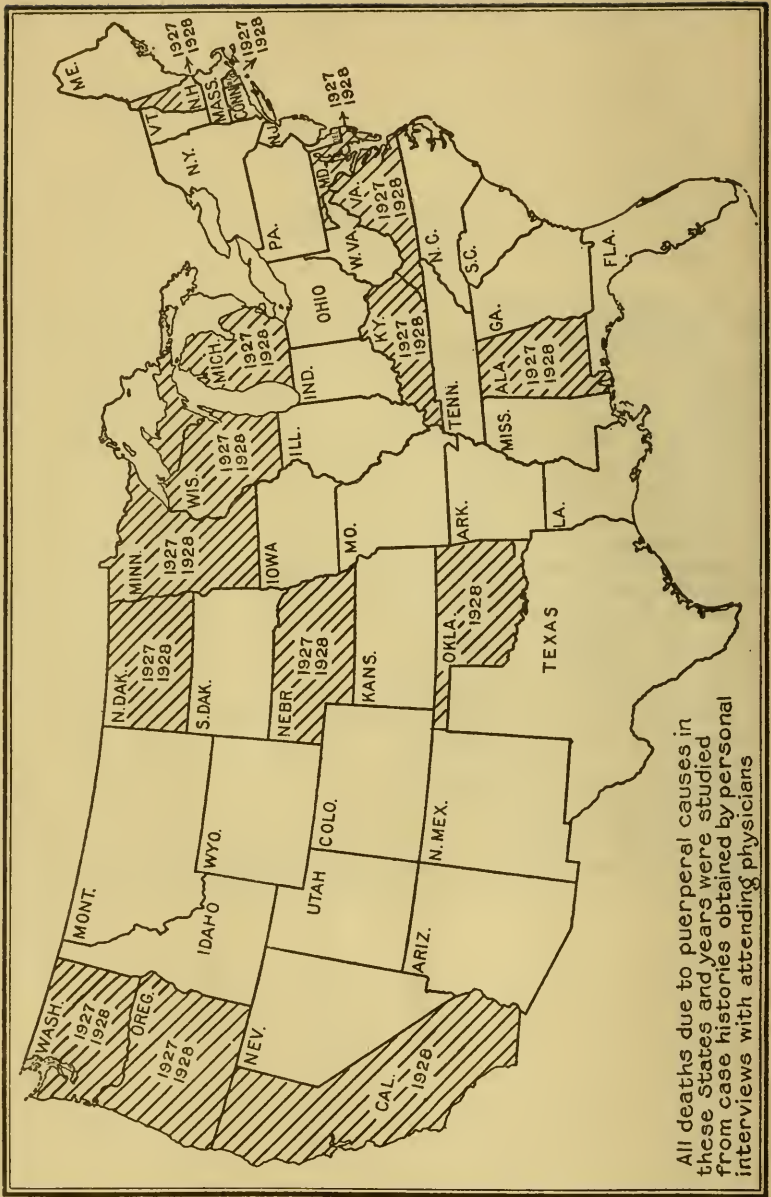 WASH.
1927
1928
OREG.
1927
1928
CAL.
1928
NEV.
IDAHO
MONT.
WYO.
UTAH
COLO.
ARIZ.
N.MEX.
N.DAK.
1927
1928
S.DAK.
NEBR.
1927
1928
KANS.
OKLA.
1928
TEXAS
MINN.
1927
1928
IOWA
MO.
ARK.
LA.
WIS.
1927
1928
ILL.
MICH.
1927
1928
IND.
OHIO
KY.
1927
1928
TENN.
MISS.
ALA.
1927
1928
GA.
FLA.
S.C.
N.C.
VA.
1927
1928
W.VA.
MD.
1927
1928
PA.
N.J.
N.Y.
VT.
N.H.
1927
1928
MASS.
CONN.
1927
1928
ME.
All deaths due to puerperal causes in
these states and years were studied
from case histories obtained by personal
interviews with attending physicians